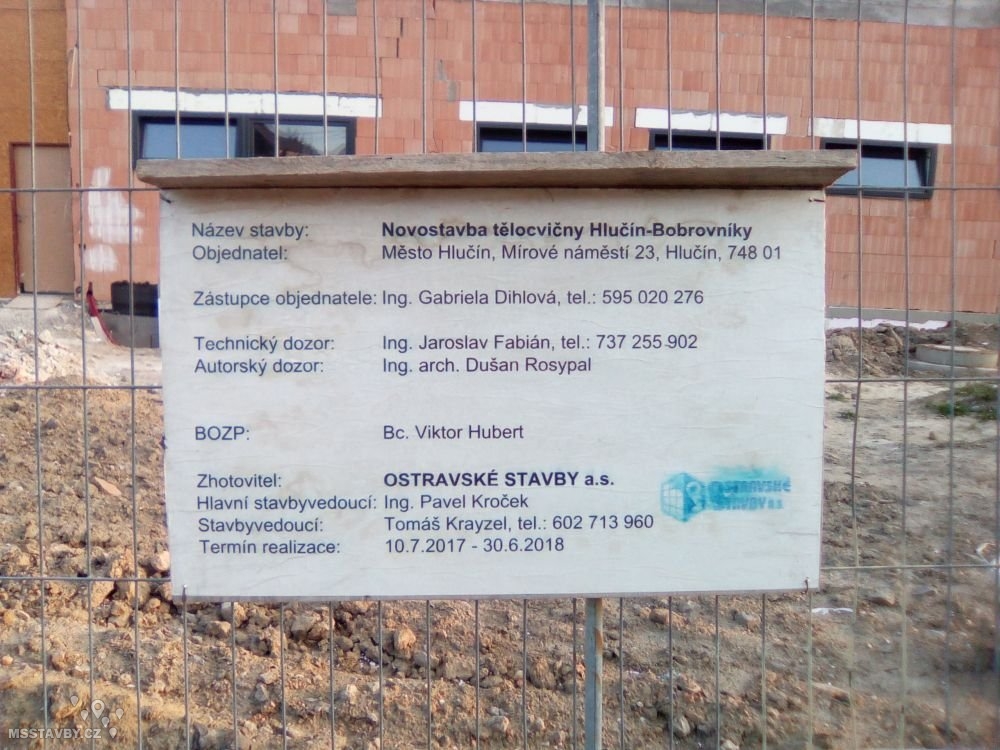 Název stavby: Novostavba tělocvičny Hlučín-Bobrovníky
Objednatel: Město Hlučín, Mírové náměstí 23, Hlučín, 748 01
Zástupce objednatele: Ing. Gabriela Dihlová, tel.: 595 020 276
Technický dozor: Ing. Jaroslav Fabián, tel.: 737 255 902
Autorský dozor: Ing. arch. Dušan Rosypal
BOZP: Bc. Viktor Hubert
Zhotovitel: OSTRAVSKÉ STAVBY a.s.
Hlavní stavbyvedoucí: Ing. Pavel Kroček
Stavbyvedoucí: Tomáš Krayzel, tel.: 602 713 960
Termín realizace: 10.7.2017 - 30.6.2018
OSTRAVSKÉ
STAVBY a.s.
MSSTAVBY.CZ